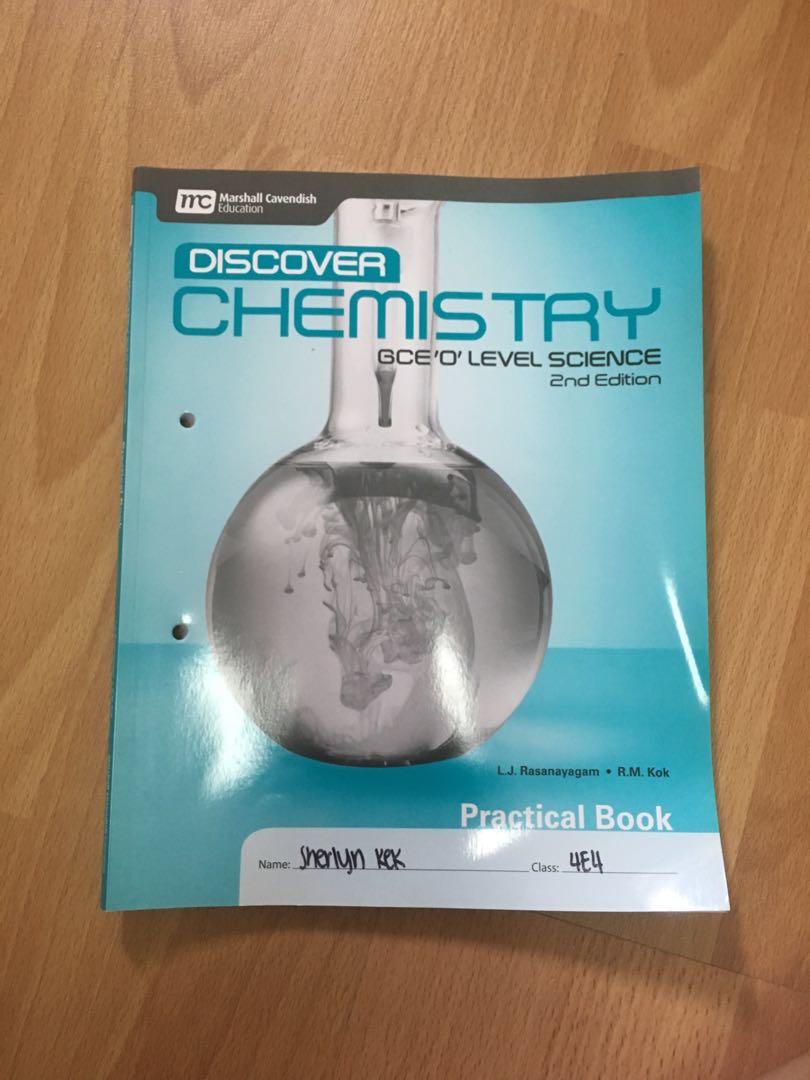 mc Marshall Cavendish
Education
DISCOVER
CHEMISTRY
GCE 'O' LEVEL SCIENCE
2nd Edition
L.J. Rasanayagam • R.M. Kok
Practical Book
Name: Sherlyn Kek Class: 4E4